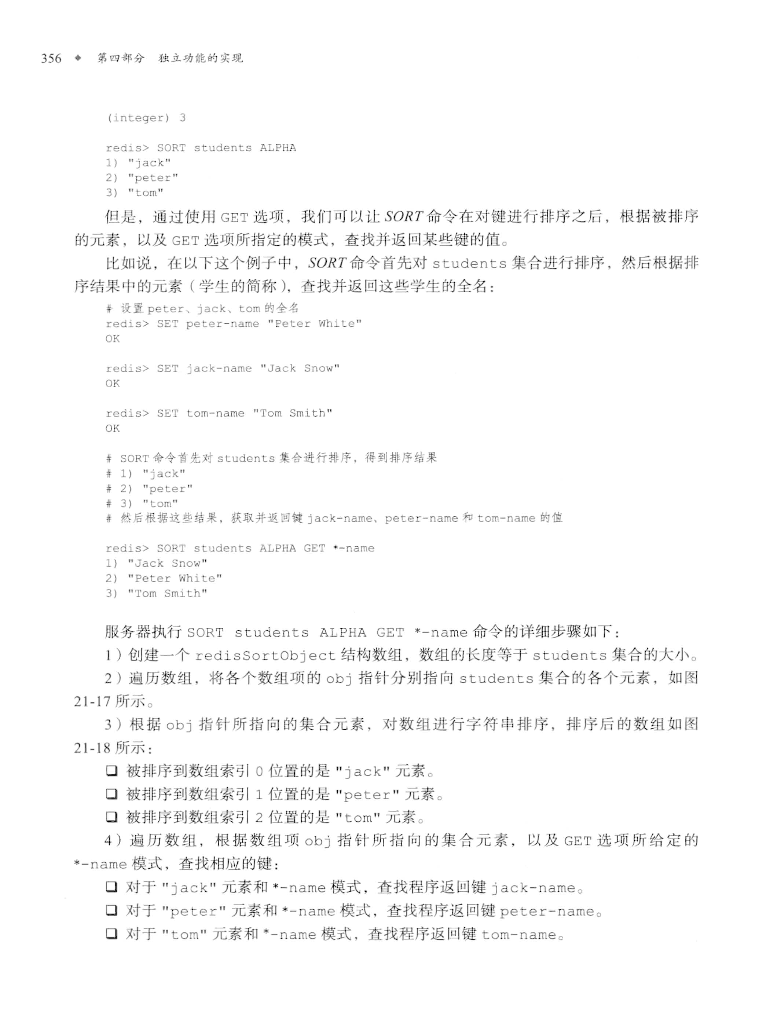 356 ◆ 第四部分 独立功能的实现
(integer) 3
redis> SORT students ALPHA
1) "jack"
2) "peter"
3) "tom"
但是，通过使用 GET 选项，我们可以让 SORT 命令在对键进行排序之后，根据被排序
的元素，以及 GET 选项所指定的模式，查找并返回某些键的值。
比如说，在以下这个例子中，SORT 命令首先对 students 集合进行排序，然后根据排
序结果中的元素（学生的简称），查找并返回这些学生的全名：
# 设置 peter、jack、tom 的全名
redis> SET peter-name "Peter White"
OK
redis> SET jack-name "Jack Snow"
OK
redis> SET tom-name "Tom Smith"
OK
# SORT 命令首先对 students 集合进行排序，得到排序结果
# 1) "jack"
# 2) "peter"
# 3) "tom"
# 然后根据这些结果，获取并返回键 jack-name、peter-name 和 tom-name 的值
redis> SORT students ALPHA GET *-name
1) "Jack Snow"
2) "Peter White"
3) "Tom Smith"
服务器执行 SORT students ALPHA GET *-name 命令的详细步骤如下：
1）创建一个 redisSortObject 结构数组，数组的长度等于 students 集合的大小。
2）遍历数组，将各个数组项的 obj 指针分别指向 students 集合的各个元素，如图
21-17 所示。
3）根据 obj 指针所指向的集合元素，对数组进行字符串排序，排序后的数组如图
21-18 所示：
❑ 被排序到数组索引 0 位置的是 "jack" 元素。
❑ 被排序到数组索引 1 位置的是 "peter" 元素。
❑ 被排序到数组索引 2 位置的是 "tom" 元素。
4）遍历数组，根据数组项 obj 指针所指向的集合元素，以及 GET 选项所给定的
*-name 模式，查找相应的键：
❑ 对于 "jack" 元素和 *-name 模式，查找程序返回键 jack-name。
❑ 对于 "peter" 元素和 *-name 模式，查找程序返回键 peter-name。
❑ 对于 "tom" 元素和 *-name 模式，查找程序返回键 tom-name。